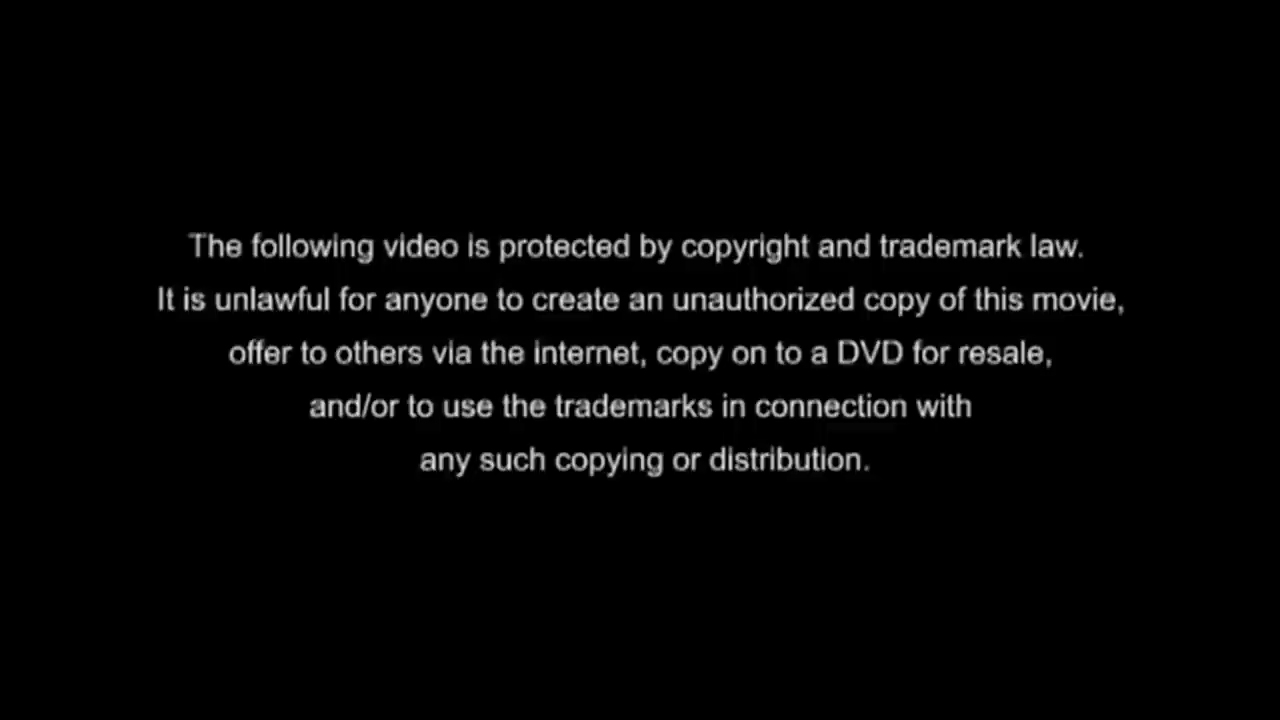 The following video is protected by copyright and trademark law.
It is unlawful for anyone to create an unauthorized copy of this movie,
offer to others via the internet, copy on to a DVD for resale,
and/or to use the trademarks in connection with
any such copying or distribution.